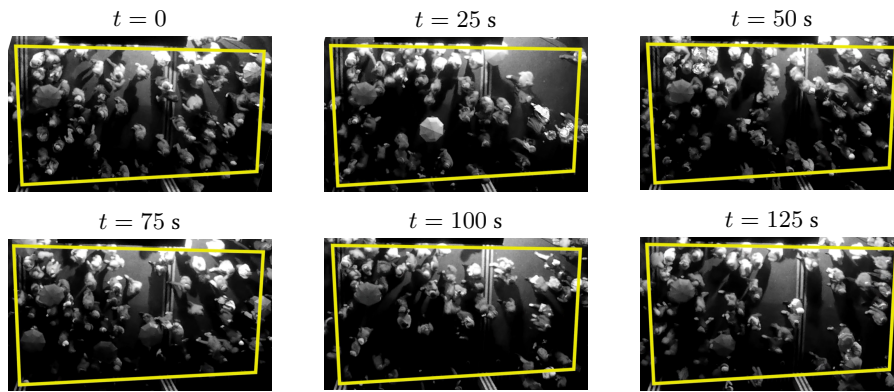 t = 0
t = 25 s
t = 50 s
t = 75 s
t = 100 s
t = 125 s